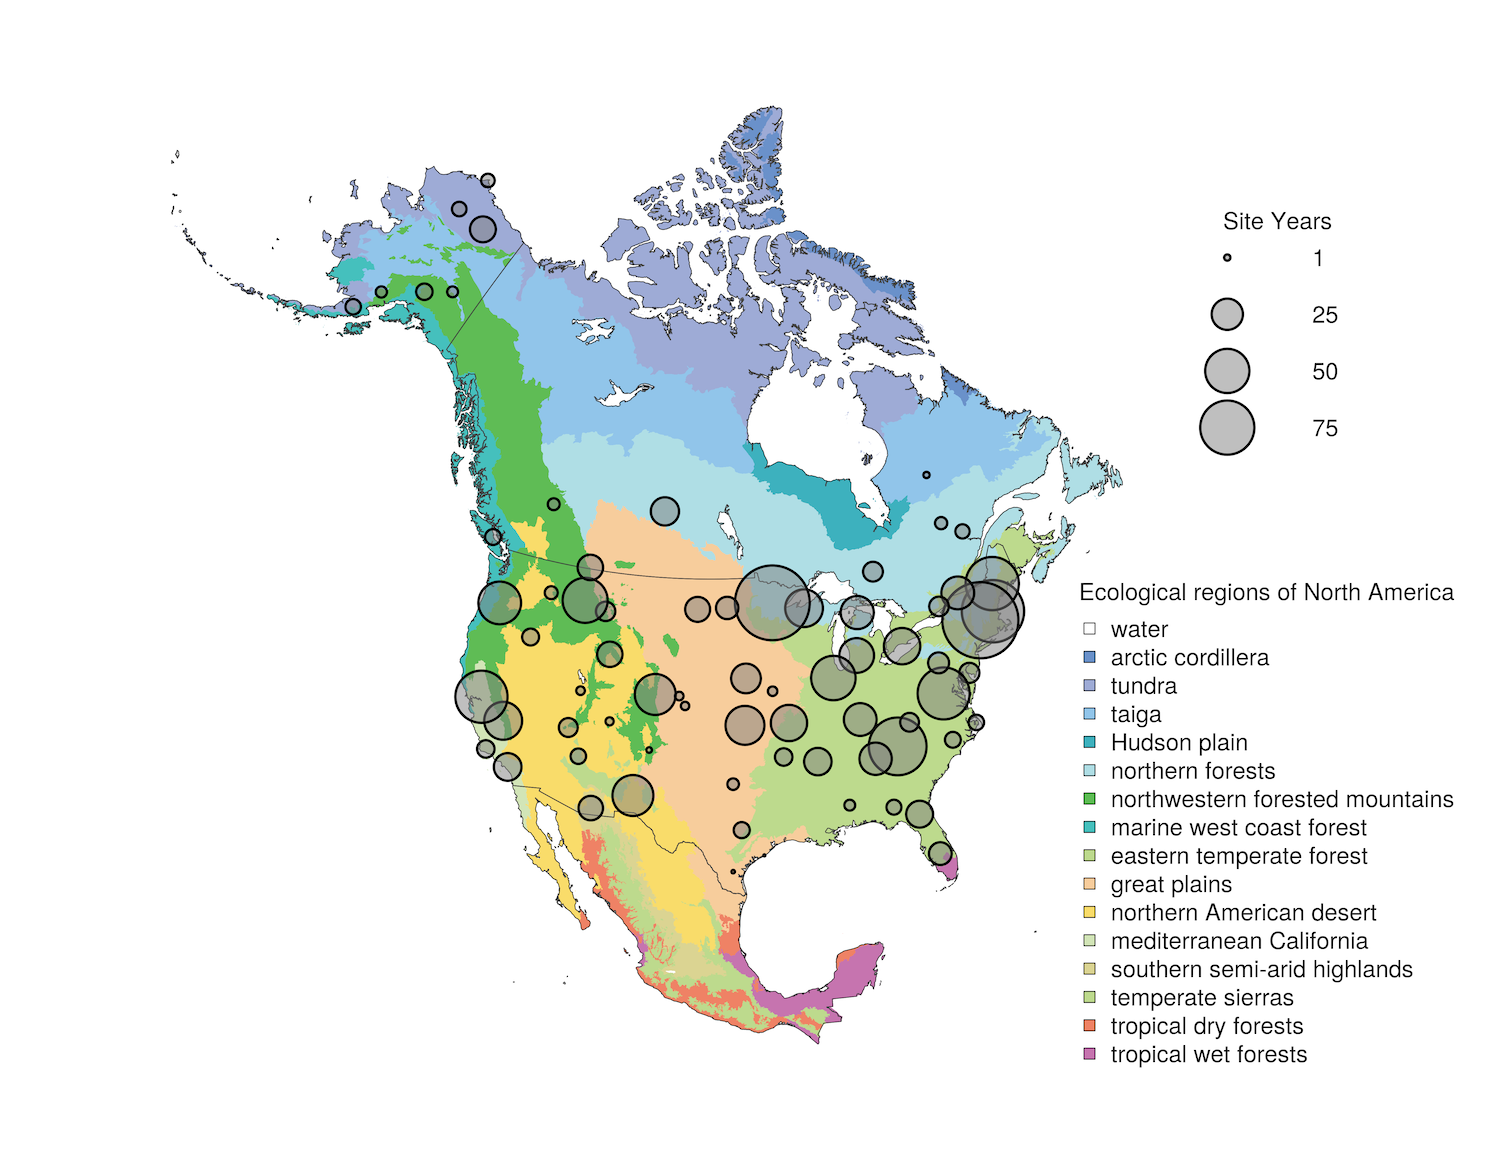 Site Years
1
25
50
75
Ecological regions of North America
water
arctic cordillera
tundra
taiga
Hudson plain
northern forests
northwestern forested mountains
marine west coast forest
eastern temperate forest
great plains
northern American desert
mediterranean California
southern semi-arid highlands
temperate sierras
tropical dry forests
tropical wet forests